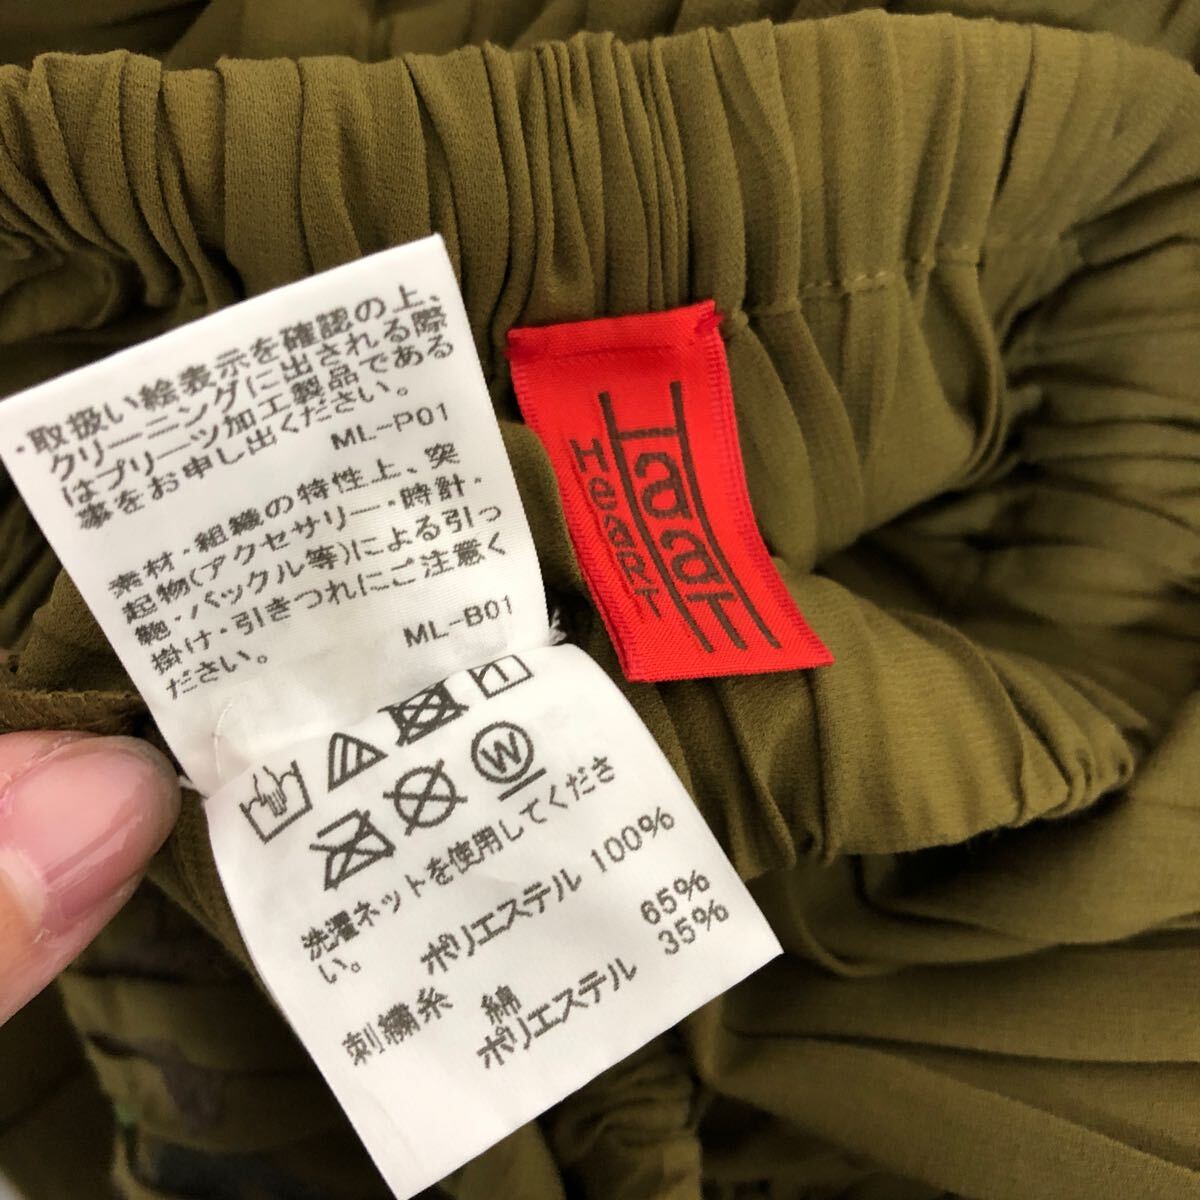 ・取扱い絵表示を確認の上、
クリーニングに出される際
はプリーツ加工製品である
事をお申し出ください。
ML-P01
素材・組織の特性上、突
起物(アクセサリー・時計・
鞄・バックル等)による引っ
掛け・引きつれにご注意く
ださい。
ML-B01
W
洗濯ネットを使用してくださ
い。
ポリエステル 100%
刺繍糸 綿 65%
ポリエステル 35%
HaaT
HeaRT